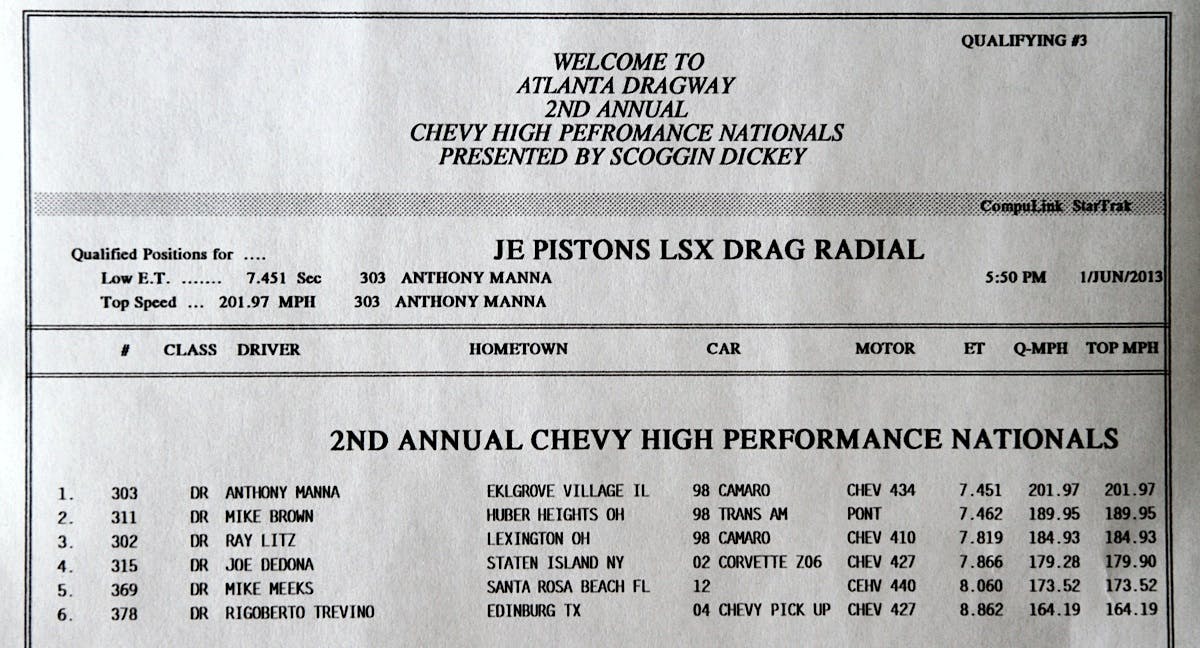 QUALIFYING #3
WELCOME TO
ATLANTA DRAGWAY
2ND ANNUAL
CHEVY HIGH PEFROMANCE NATIONALS
PRESENTED BY SCOGGIN DICKEY
CompuLink StarTrak
Qualified Positions for .... JE PISTONS LSX DRAG RADIAL
Low E.T. ....... 7.451 Sec 303 ANTHONY MANNA 5:50 PM 1/JUN/2013
Top Speed ... 201.97 MPH 303 ANTHONY MANNA
# CLASS DRIVER HOMETOWN CAR MOTOR ET Q-MPH TOP MPH
2ND ANNUAL CHEVY HIGH PERFORMANCE NATIONALS
1. 303 DR ANTHONY MANNA EKLGROVE VILLAGE IL 98 CAMARO CHEV 434 7.451 201.97 201.97
2. 311 DR MIKE BROWN HUBER HEIGHTS OH 98 TRANS AM PONT 7.462 189.95 189.95
3. 302 DR RAY LITZ LEXINGTON OH 98 CAMARO CHEV 410 7.819 184.93 184.93
4. 315 DR JOE DEDONA STATEN ISLAND NY 02 CORVETTE Z06 CHEV 427 7.866 179.28 179.90
5. 369 DR MIKE MEEKS SANTA ROSA BEACH FL 12 CEHV 440 8.060 173.52 173.52
6. 378 DR RIGOBERTO TREVINO EDINBURG TX 04 CHEVY PICK UP CHEV 427 8.862 164.19 164.19